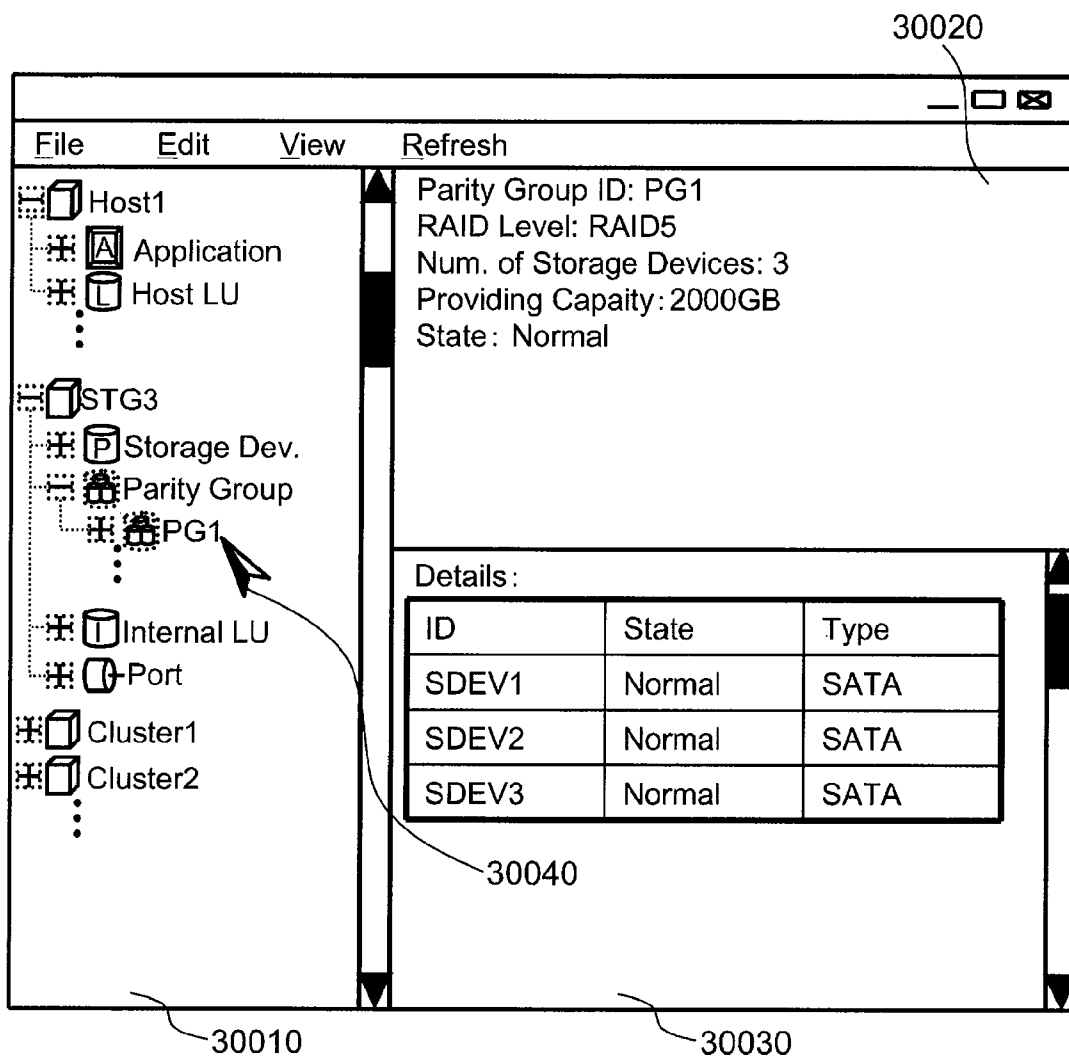 30020
File Edit View Refresh
Host1
A Application
L Host LU
STG3
P Storage Dev.
Parity Group
PG1
I Internal LU
Port
Cluster1
Cluster2
Parity Group ID: PG1
RAID Level: RAID5
Num. of Storage Devices: 3
Providing Capaity: 2000GB
State: Normal
Details:
ID State Type
SDEV1 Normal SATA
SDEV2 Normal SATA
SDEV3 Normal SATA
30040
30010
30030